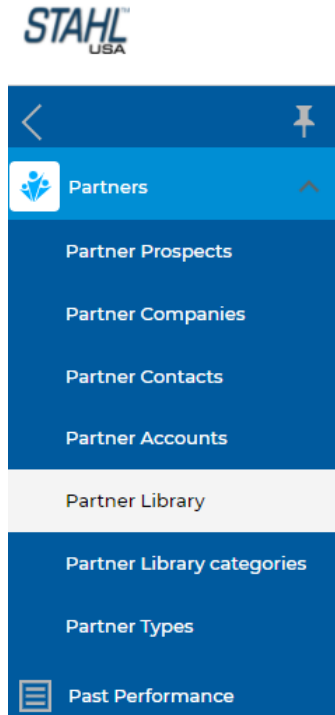 STAHL™
USA
Partners
Partner Prospects
Partner Companies
Partner Contacts
Partner Accounts
Partner Library
Partner Library categories
Partner Types
Past Performance